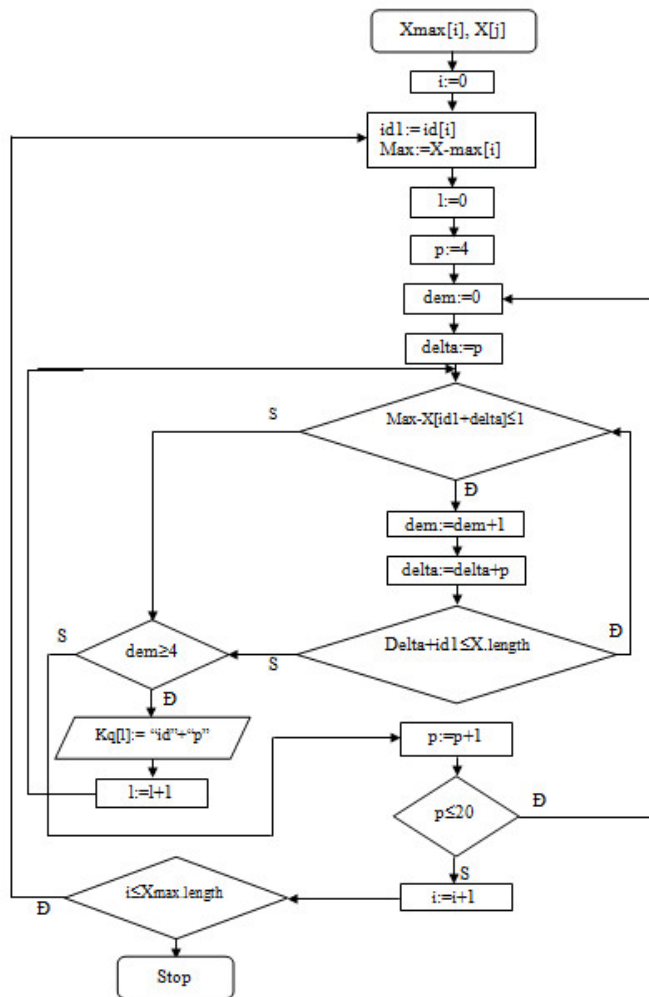 Xmax[i], X[j]
i:=0
id1:= id[i]
Max:=X-max[i]
l:=0
p:=4
dem:=0
delta:=p
S
Max-X[id1+delta]≤1
Đ
dem:=dem+1
delta:=delta+p
S
dem≥4
S
Delta+id1≤X.length
Đ
Đ
Kq[l]:= “id”+“p”
p:=p+1
l:=l+1
p≤20
Đ
S
i≤Xmax.length
i:=i+1
Đ
Stop